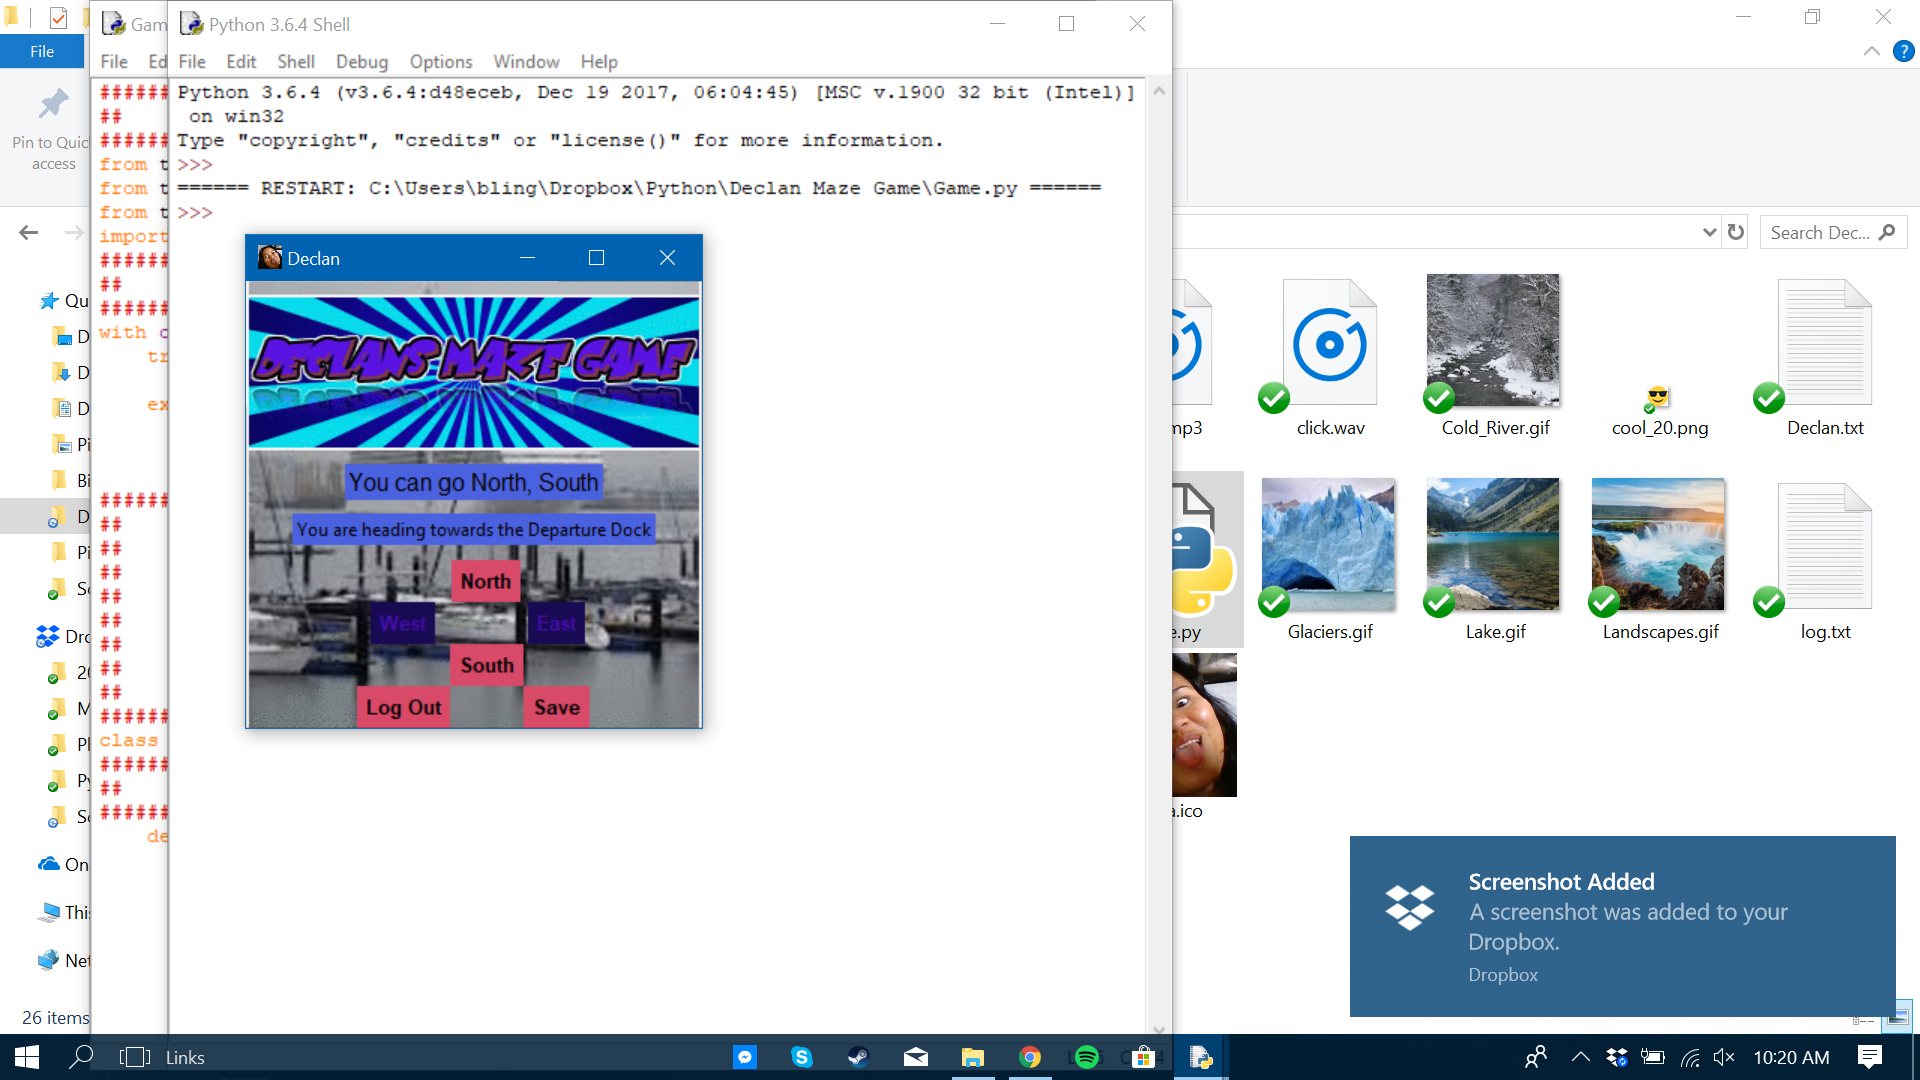 File
Pin to Quic
access
Qu
D
D
D
Pi
Bi
D
Pi
Sc
Dro
20
M
Pl
Py
Sc
On
Thi
Net
26 items
Gam
File Ed
#######
##
#######
from t
from t
from t
import
#######
##
#######
with c
tr
ex
#######
##
##
##
##
##
##
##
##
#######
class
#######
##
#######
de
Python 3.6.4 Shell
File Edit Shell Debug Options Window Help
Python 3.6.4 (v3.6.4:d48eceb, Dec 19 2017, 06:04:45) [MSC v.1900 32 bit (Intel)]
on win32
Type "copyright", "credits" or "license()" for more information.
>>>
====== RESTART: C:\Users\bling\Dropbox\Python\Declan Maze Game\Game.py ======
>>>
Declan
DECLANS MAZE GAME
You can go North, South
You are heading towards the Departure Dock
North
West East
South
Log Out Save
?
Search Dec...
mp3 click.wav Cold_River.gif cool_20.png Declan.txt
e.py Glaciers.gif Lake.gif Landscapes.gif log.txt
a.ico
Screenshot Added
A screenshot was added to your
Dropbox.
Dropbox
Links
10:20 AM